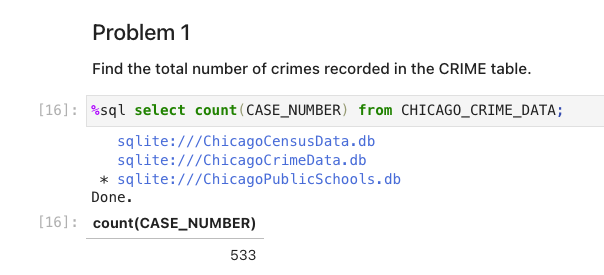 Problem 1
Find the total number of crimes recorded in the CRIME table.
[16]: %sql select count(CASE_NUMBER) from CHICAGO_CRIME_DATA;
sqlite:///ChicagoCensusData.db
sqlite:///ChicagoCrimeData.db
* sqlite:///ChicagoPublicSchools.db
Done.
[16]: count(CASE_NUMBER)
533